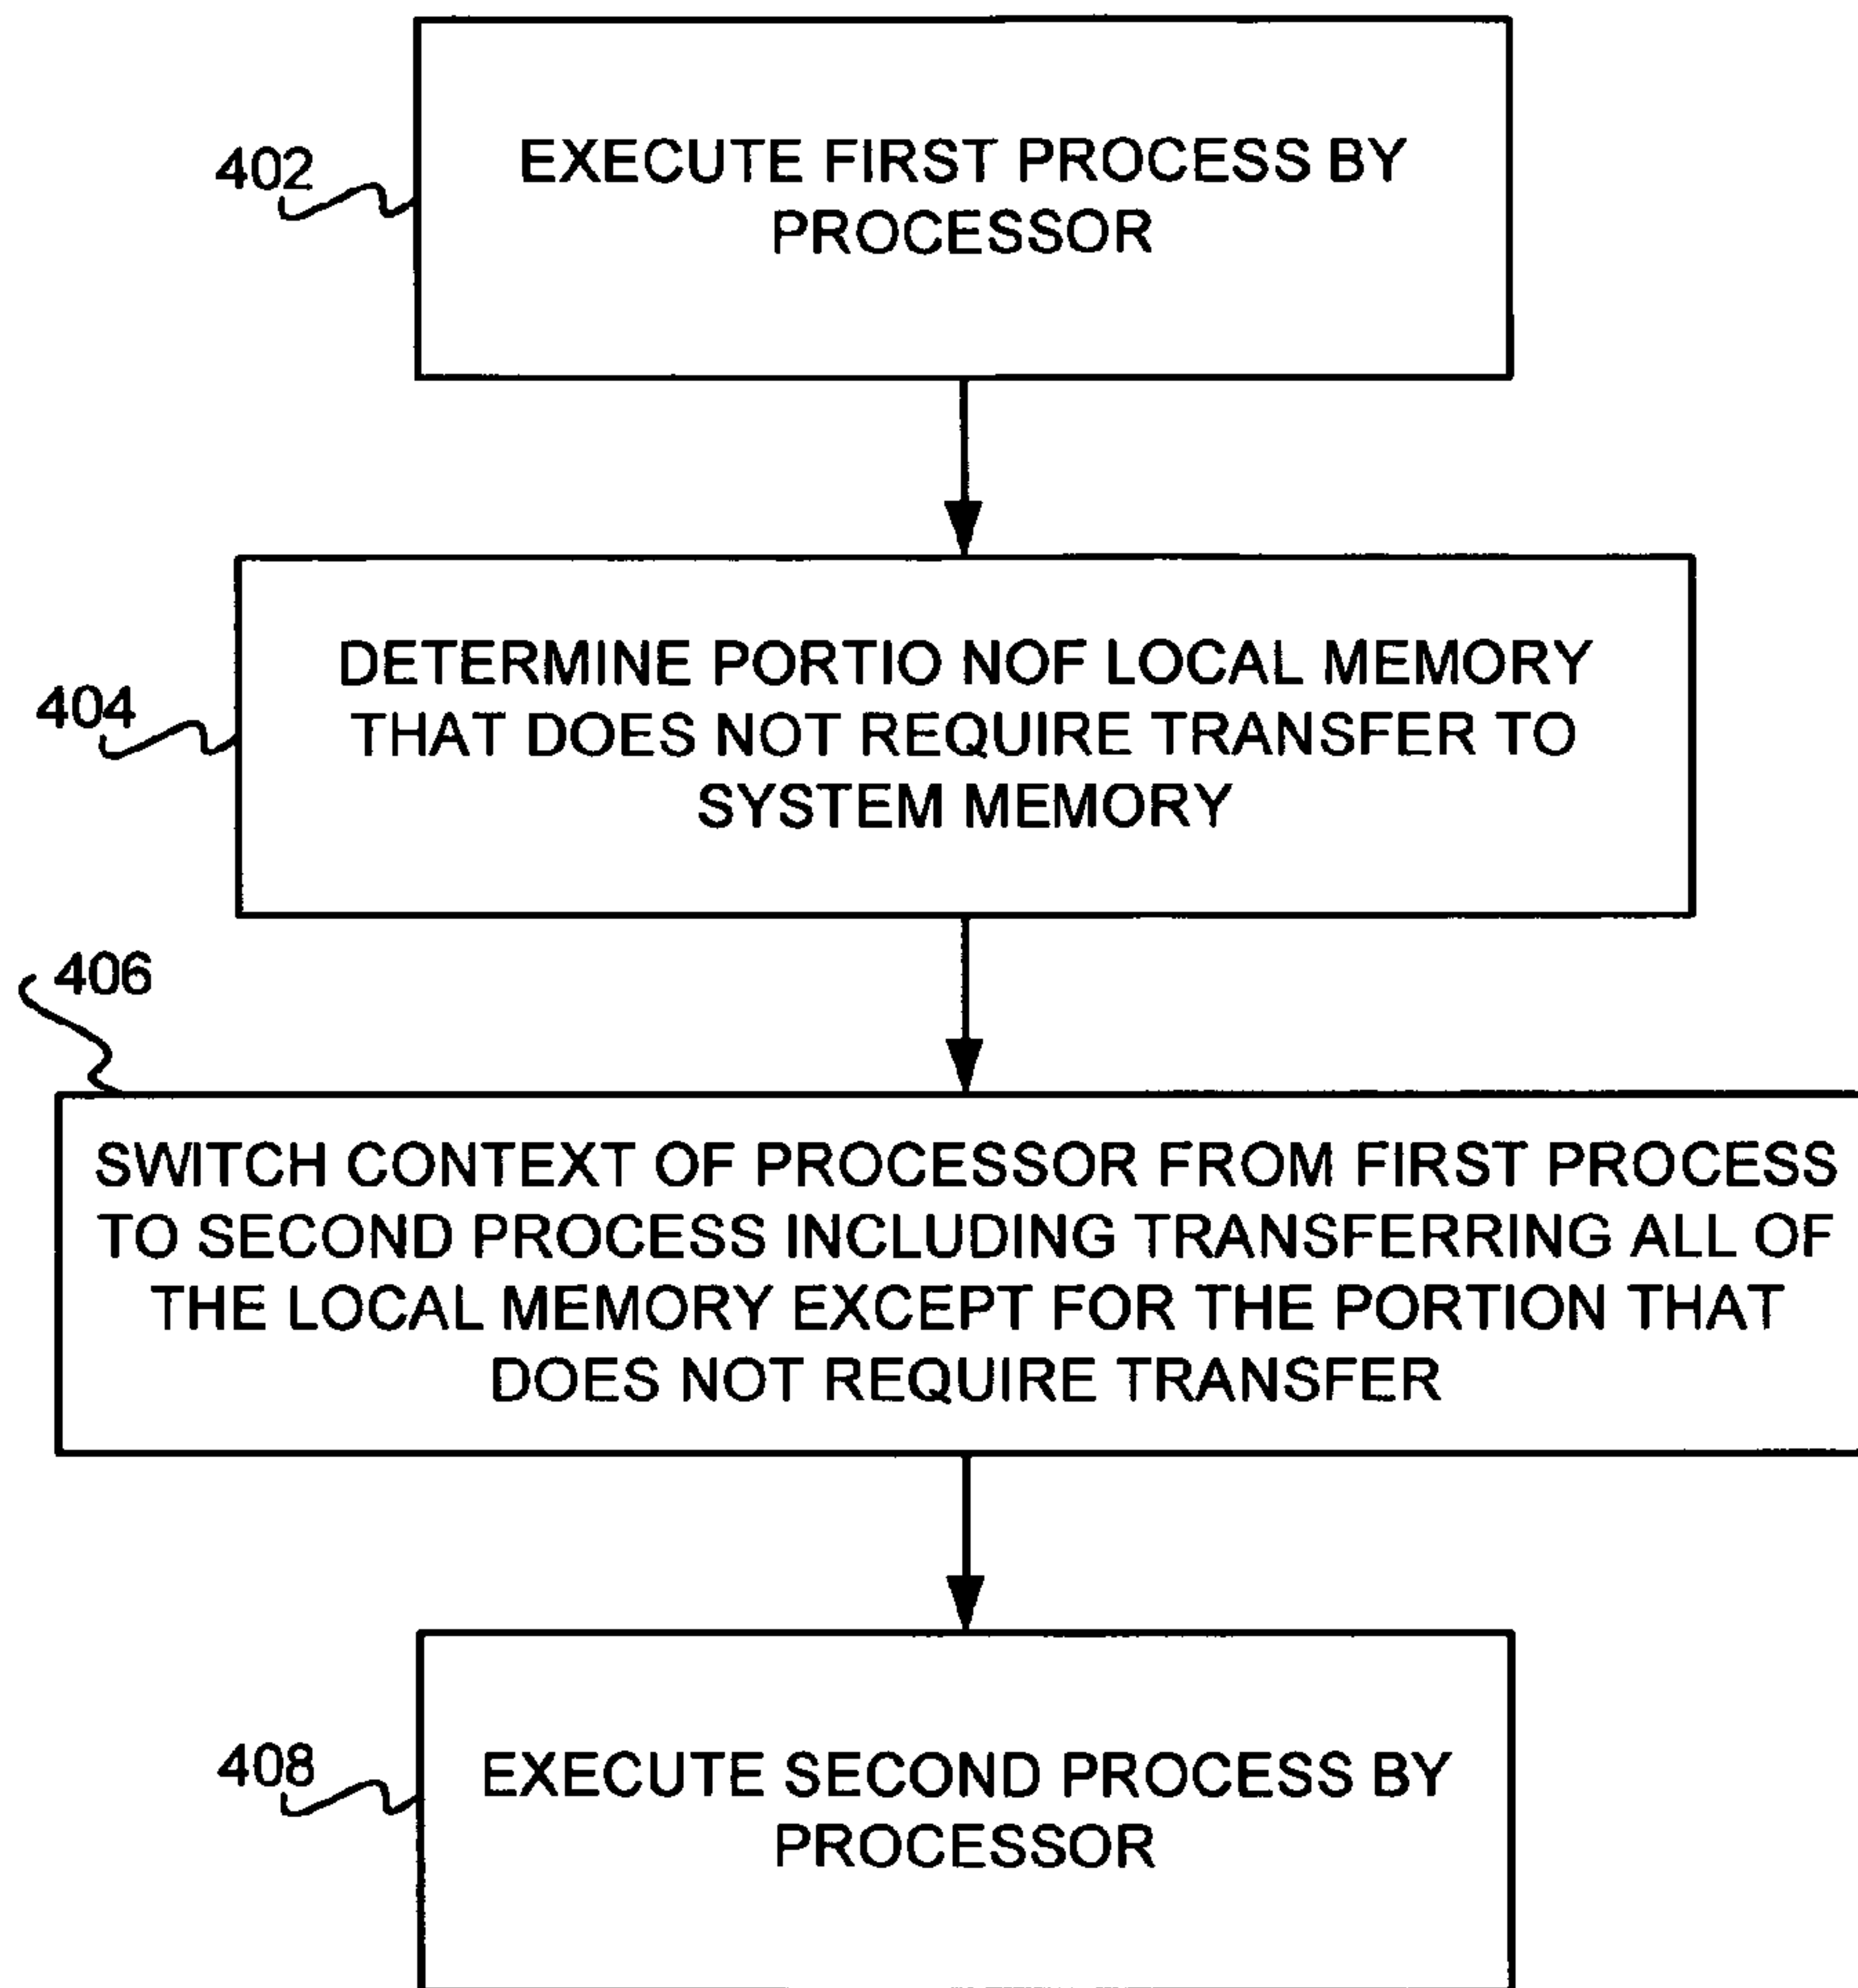 402
EXECUTE FIRST PROCESS BY
PROCESSOR
404
DETERMINE PORTIO NOF LOCAL MEMORY
THAT DOES NOT REQUIRE TRANSFER TO
SYSTEM MEMORY
406
SWITCH CONTEXT OF PROCESSOR FROM FIRST PROCESS
TO SECOND PROCESS INCLUDING TRANSFERRING ALL OF
THE LOCAL MEMORY EXCEPT FOR THE PORTION THAT
DOES NOT REQUIRE TRANSFER
408
EXECUTE SECOND PROCESS BY
PROCESSOR